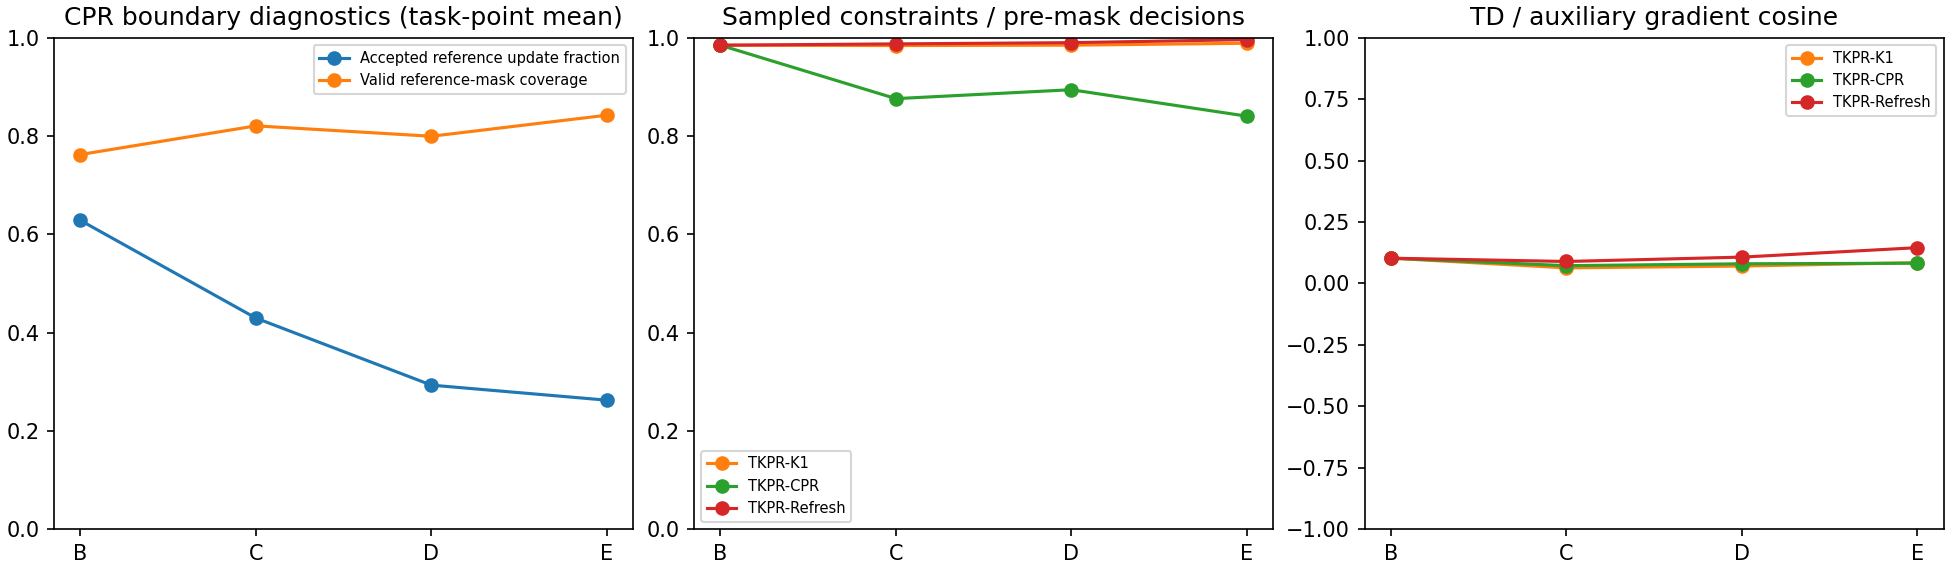 CPR boundary diagnostics (task-point mean)
1.0
0.8
0.6
0.4
0.2
0.0
B C D E
Accepted reference update fraction
Valid reference-mask coverage
Sampled constraints / pre-mask decisions
1.0
0.8
0.6
0.4
0.2
0.0
B C D E
TKPR-K1
TKPR-CPR
TKPR-Refresh
TD / auxiliary gradient cosine
1.00
0.75
0.50
0.25
0.00
−0.25
−0.50
−0.75
−1.00
B C D E
TKPR-K1
TKPR-CPR
TKPR-Refresh